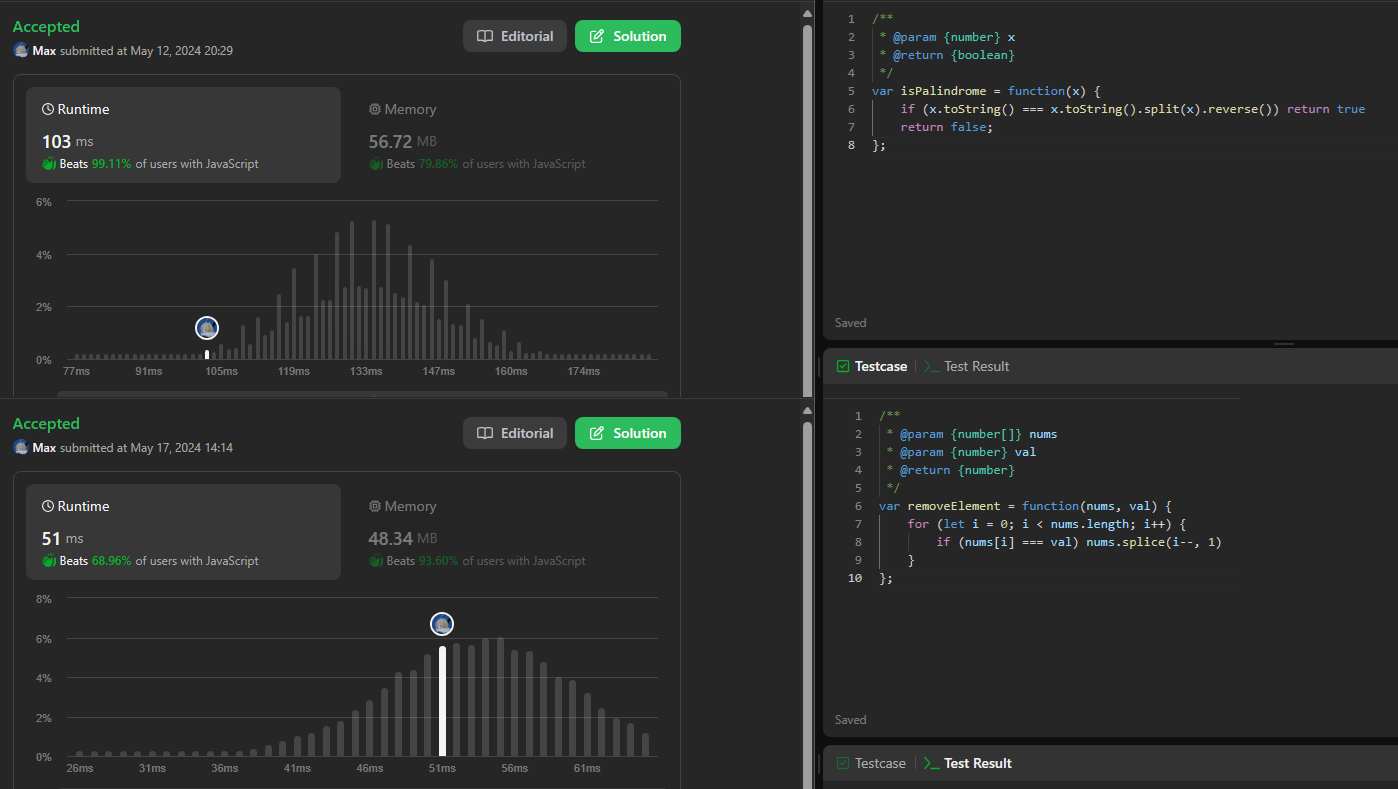 Accepted
Max submitted at May 12, 2024 20:29
Editorial
Solution
Runtime
103 ms
Beats 99.11% of users with JavaScript
Memory
56.72 MB
Beats 79.86% of users with JavaScript
6%
4%
2%
0%
77ms 91ms 105ms 119ms 133ms 147ms 160ms 174ms
1 /**
2 * @param {number} x
3 * @return {boolean}
4 */
5 var isPalindrome = function(x) {
6 if (x.toString() === x.toString().split(x).reverse()) return true
7 return false;
8 };
Saved
Testcase
>_ Test Result
Accepted
Max submitted at May 17, 2024 14:14
Editorial
Solution
Runtime
51 ms
Beats 68.96% of users with JavaScript
Memory
48.34 MB
Beats 93.60% of users with JavaScript
8%
6%
4%
2%
0%
26ms 31ms 36ms 41ms 46ms 51ms 56ms 61ms
1 /**
2 * @param {number[]} nums
3 * @param {number} val
4 * @return {number}
5 */
6 var removeElement = function(nums, val) {
7 for (let i = 0; i < nums.length; i++) {
8 if (nums[i] === val) nums.splice(i--, 1)
9 }
10 };
Saved
Testcase
>_ Test Result